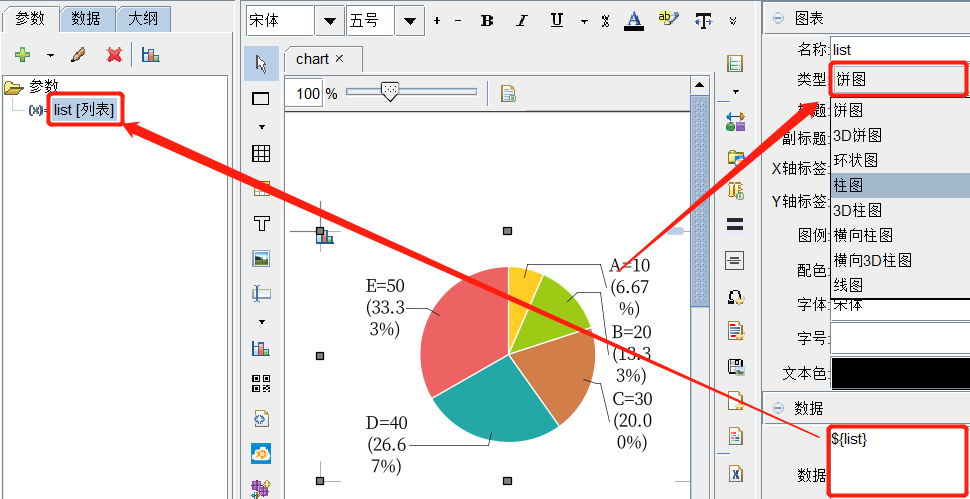 参数
数据
大纲
参数
list [列表]
宋体
五号
+
-
B
I
U
%
A
ab
T
chart ×
100 %
A=10
(6.67
%)
B=20
(13.3
3%)
C=30
(20.0
0%)
D=40
(26.6
7%)
E=50
(33.3
3%)
图表
名称: list
类型: 饼图
标题:
副标题:
X轴标签:
Y轴标签:
图例:
配色:
字体: 宋体
字号:
文本色:
饼图
3D饼图
环状图
柱图
3D柱图
横向柱图
横向3D柱图
线图
数据
${list}
数据: